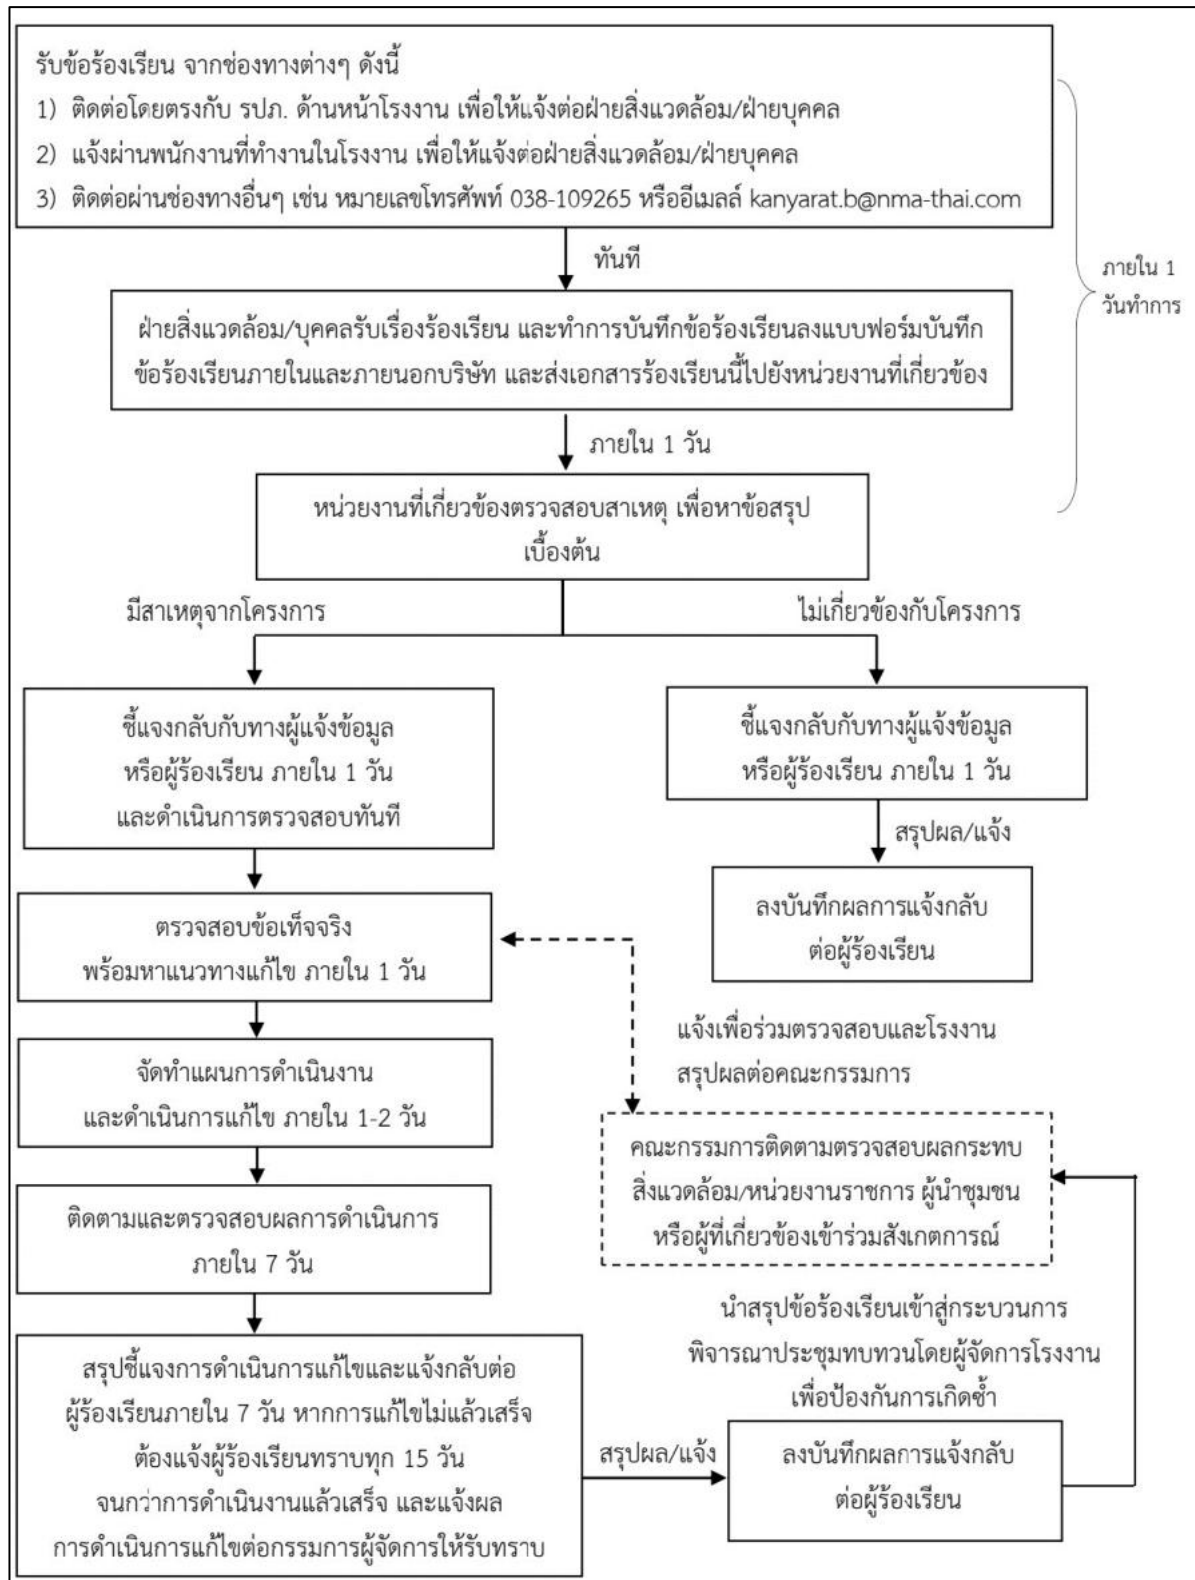 รับข้อร้องเรียน จากช่องทางต่างๆ ดังนี้
1) ติดต่อโดยตรงกับ รปภ. ด้านหน้าโรงงาน เพื่อให้แจ้งต่อฝ่ายสิ่งแวดล้อม/ฝ่ายบุคคล
2) แจ้งผ่านพนักงานที่ทำงานในโรงงาน เพื่อให้แจ้งต่อฝ่ายสิ่งแวดล้อม/ฝ่ายบุคคล
3) ติดต่อผ่านช่องทางอื่นๆ เช่น หมายเลขโทรศัพท์ 038-109265 หรืออีเมลล์ kanyarat.b@nma-thai.com
ทันที
ภายใน 1
วันทำการ
ฝ่ายสิ่งแวดล้อม/บุคคลรับเรื่องร้องเรียน และทำการบันทึกข้อร้องเรียนลงแบบฟอร์มบันทึก
ข้อร้องเรียนภายในและภายนอกบริษัท และส่งเอกสารร้องเรียนนี้ไปยังหน่วยงานที่เกี่ยวข้อง
ภายใน 1 วัน
หน่วยงานที่เกี่ยวข้องตรวจสอบสาเหตุ เพื่อหาข้อสรุป
เบื้องต้น
มีสาเหตุจากโครงการ
ไม่เกี่ยวข้องกับโครงการ
ชี้แจงกลับกับทางผู้แจ้งข้อมูล
หรือผู้ร้องเรียน ภายใน 1 วัน
และดำเนินการตรวจสอบทันที
ชี้แจงกลับกับทางผู้แจ้งข้อมูล
หรือผู้ร้องเรียน ภายใน 1 วัน
สรุปผล/แจ้ง
ลงบันทึกผลการแจ้งกลับ
ต่อผู้ร้องเรียน
ตรวจสอบข้อเท็จจริง
พร้อมหาแนวทางแก้ไข ภายใน 1 วัน
แจ้งเพื่อร่วมตรวจสอบและโรงงาน
สรุปผลต่อคณะกรรมการ
จัดทำแผนการดำเนินงาน
และดำเนินการแก้ไข ภายใน 1-2 วัน
คณะกรรมการติดตามตรวจสอบผลกระทบ
สิ่งแวดล้อม/หน่วยงานราชการ ผู้นำชุมชน
หรือผู้ที่เกี่ยวข้องเข้าร่วมสังเกตการณ์
ติดตามและตรวจสอบผลการดำเนินการ
ภายใน 7 วัน
นำสรุปข้อร้องเรียนเข้าสู่กระบวนการ
พิจารณาประชุมทบทวนโดยผู้จัดการโรงงาน
เพื่อป้องกันการเกิดซ้ำ
สรุปชี้แจงการดำเนินการแก้ไขและแจ้งกลับต่อ
ผู้ร้องเรียนภายใน 7 วัน หากการแก้ไขไม่แล้วเสร็จ
ต้องแจ้งผู้ร้องเรียนทราบทุก 15 วัน
จนกว่าการดำเนินงานแล้วเสร็จ และแจ้งผล
การดำเนินการแก้ไขต่อกรรมการผู้จัดการให้รับทราบ
สรุปผล/แจ้ง
ลงบันทึกผลการแจ้งกลับ
ต่อผู้ร้องเรียน